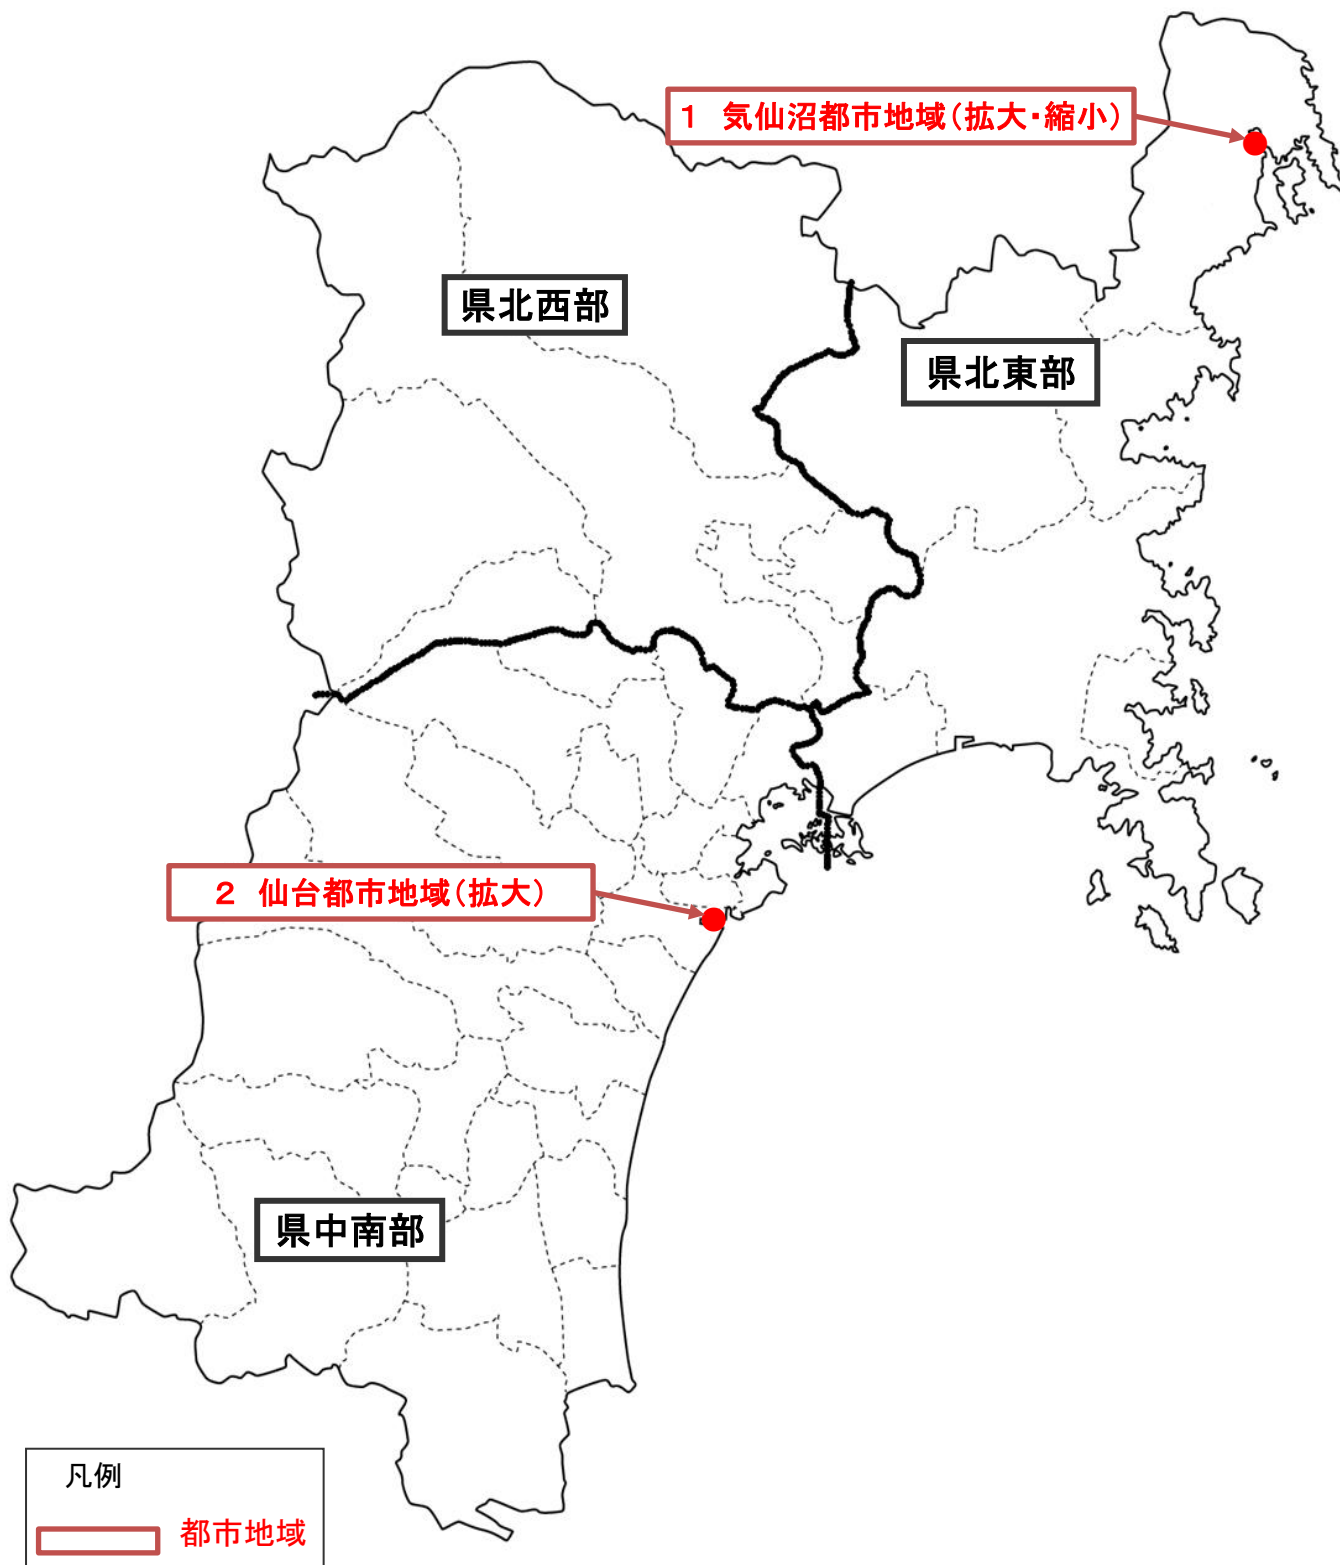 1 気仙沼都市地域(拡大・縮小)
県北西部
県北東部
2 仙台都市地域(拡大)
県中南部
凡例
都市地域